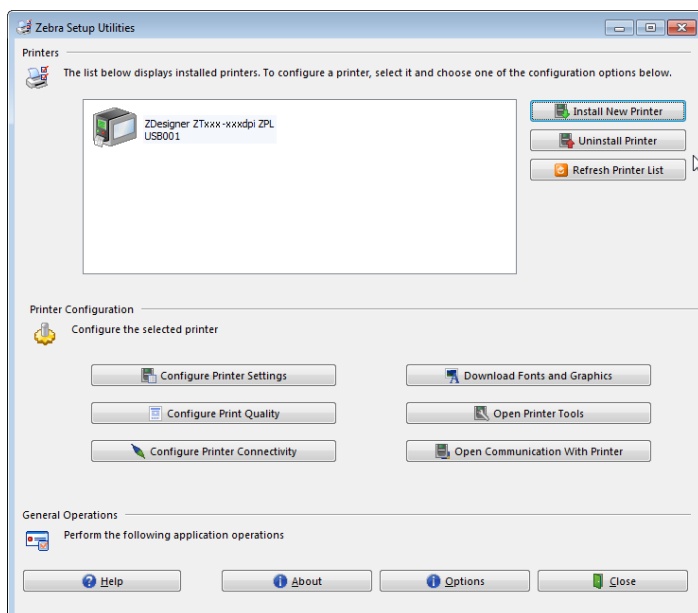 Zebra Setup Utilities
Printers
The list below displays installed printers. To configure a printer, select it and choose one of the configuration options below.
ZDesigner ZTxxx-xxxdpi ZPL
USB001
Install New Printer
Uninstall Printer
Refresh Printer List
Printer Configuration
Configure the selected printer
Configure Printer Settings
Download Fonts and Graphics
Configure Print Quality
Open Printer Tools
Configure Printer Connectivity
Open Communication With Printer
General Operations
Perform the following application operations
Help
About
Options
Close